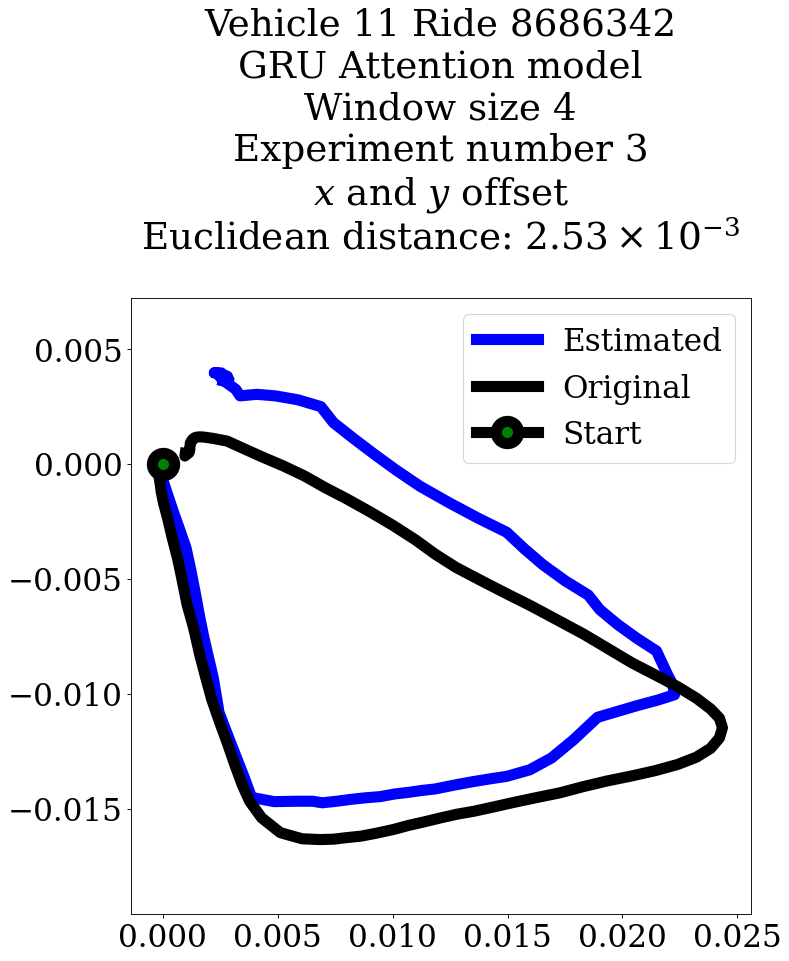 Vehicle 11 Ride 8686342
GRU Attention model
Window size 4
Experiment number 3
x and y offset
Euclidean distance: 2.53 × 10⁻³
Estimated
Original
Start
0.005
0.000
−0.005
−0.010
−0.015
0.000 0.005 0.010 0.015 0.020 0.025